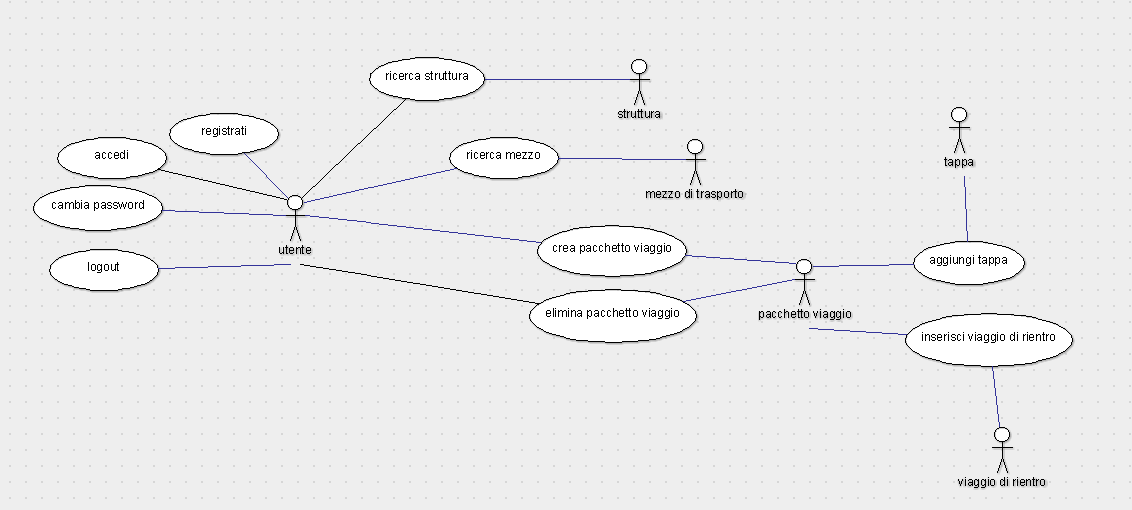 ricerca struttura
struttura
registrati
accedi
ricerca mezzo
tappa
mezzo di trasporto
cambia password
utente
crea pacchetto viaggio
logout
aggiungi tappa
elimina pacchetto viaggio
pacchetto viaggio
inserisci viaggio di rientro
viaggio di rientro